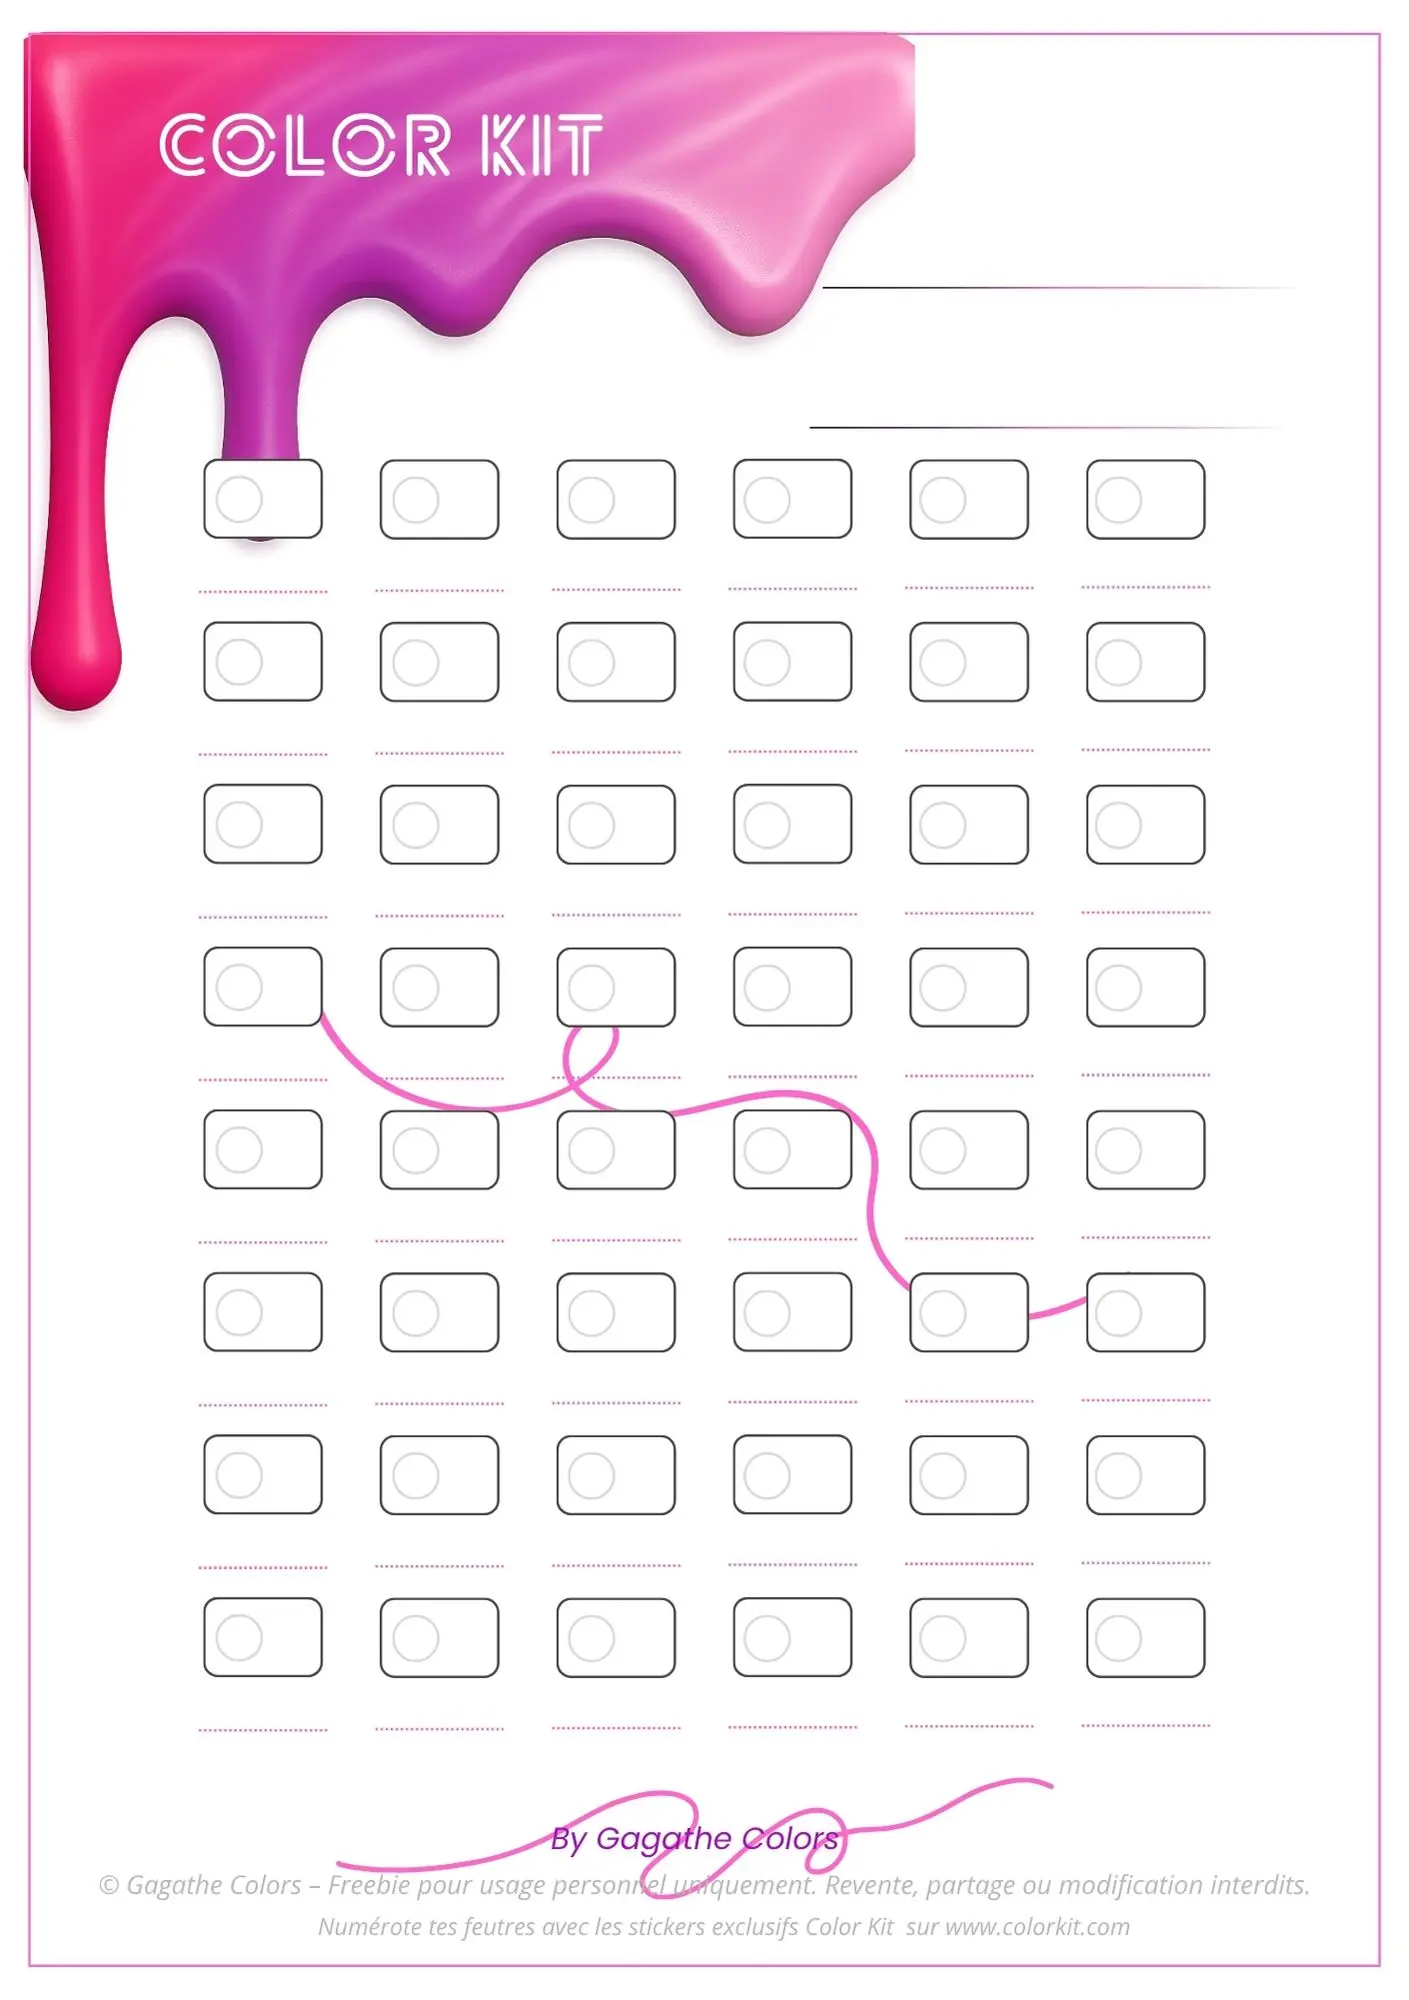 COLOR KIT
By Gagathe Colors
© Gagathe Colors – Freebie pour usage personnel uniquement. Revente, partage ou modification interdits.
Numérote tes feutres avec les stickers exclusifs Color Kit sur www.colorkit.com